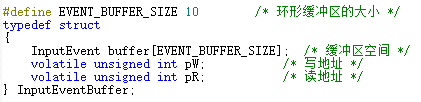 #define EVENT_BUFFER_SIZE 10 /* 环形缓冲区的大小 */
typedef struct
{
InputEvent buffer[EVENT_BUFFER_SIZE]; /* 缓冲区空间 */
volatile unsigned int pW; /* 写地址 */
volatile unsigned int pR; /* 读地址 */
} InputEventBuffer;